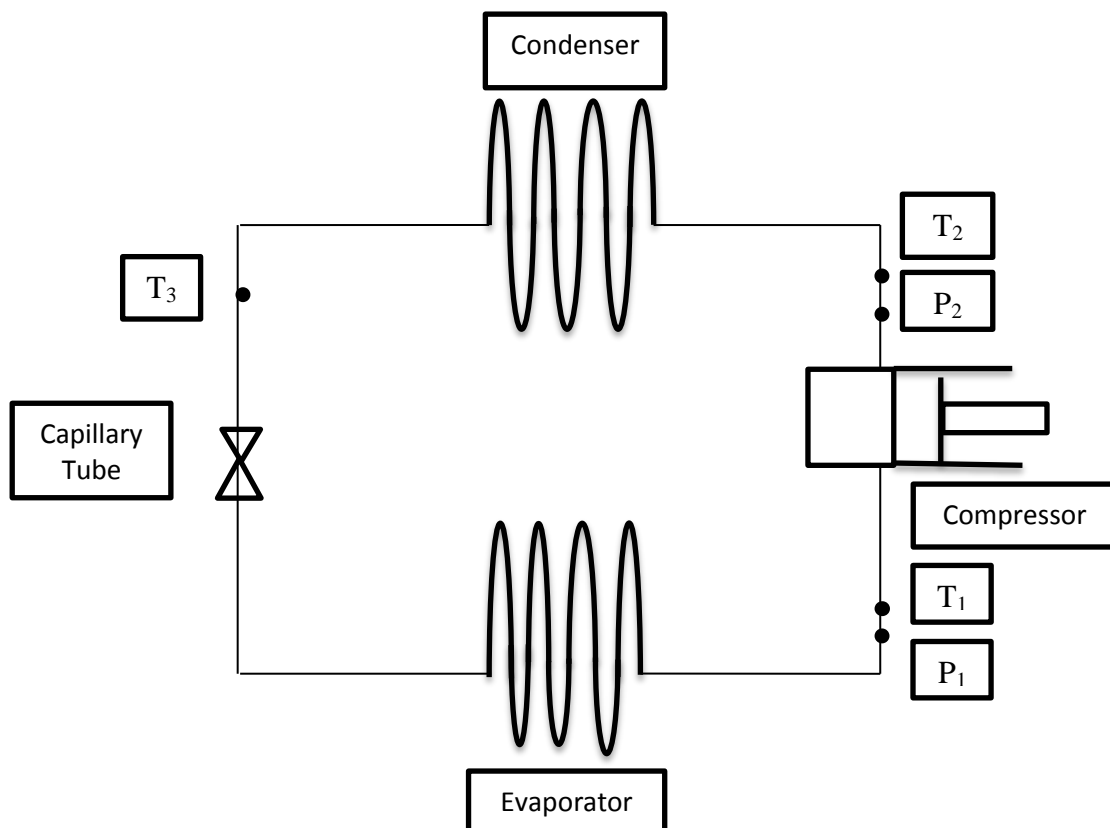 Condenser
T₂
T₃
P₂
Capillary
Tube
Compressor
T₁
P₁
Evaporator